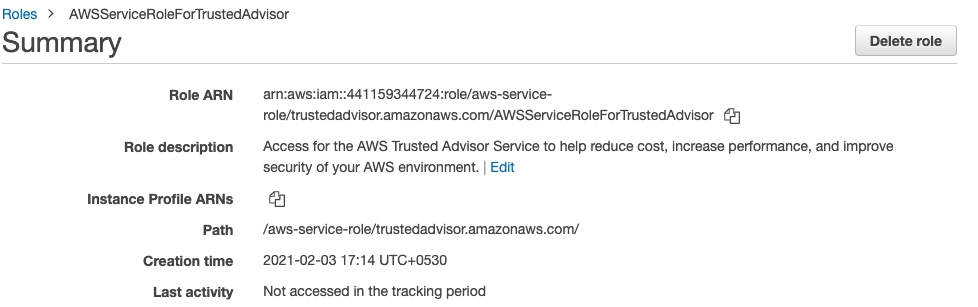 Roles > AWSServiceRoleForTrustedAdvisor
Summary
Delete role
Role ARN arn:aws:iam::441159344724:role/aws-service-
role/trustedadvisor.amazonaws.com/AWSServiceRoleForTrustedAdvisor
Role description Access for the AWS Trusted Advisor Service to help reduce cost, increase performance, and improve
security of your AWS environment. | Edit
Instance Profile ARNs
Path /aws-service-role/trustedadvisor.amazonaws.com/
Creation time 2021-02-03 17:14 UTC+0530
Last activity Not accessed in the tracking period